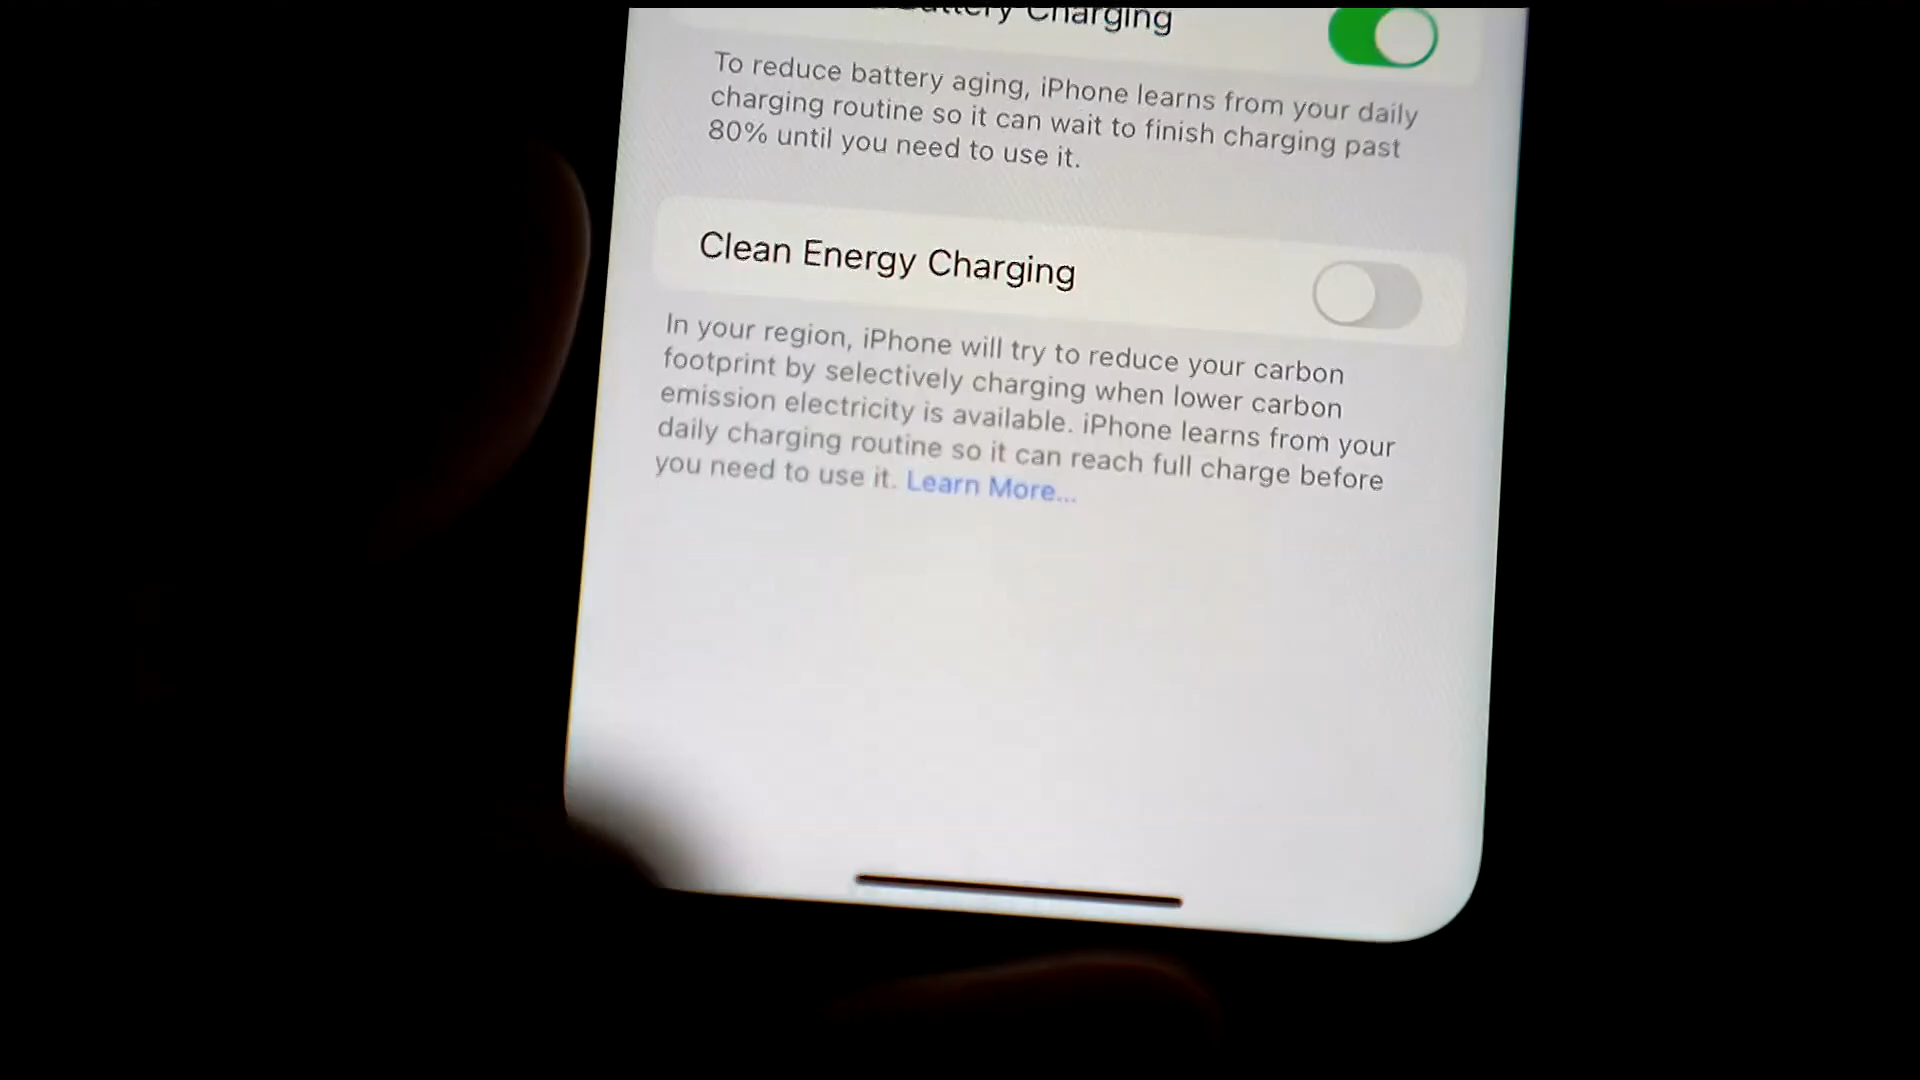 Battery Charging
To reduce battery aging, iPhone learns from your daily
charging routine so it can wait to finish charging past
80% until you need to use it.
Clean Energy Charging
In your region, iPhone will try to reduce your carbon
footprint by selectively charging when lower carbon
emission electricity is available. iPhone learns from your
daily charging routine so it can reach full charge before
you need to use it. Learn More...